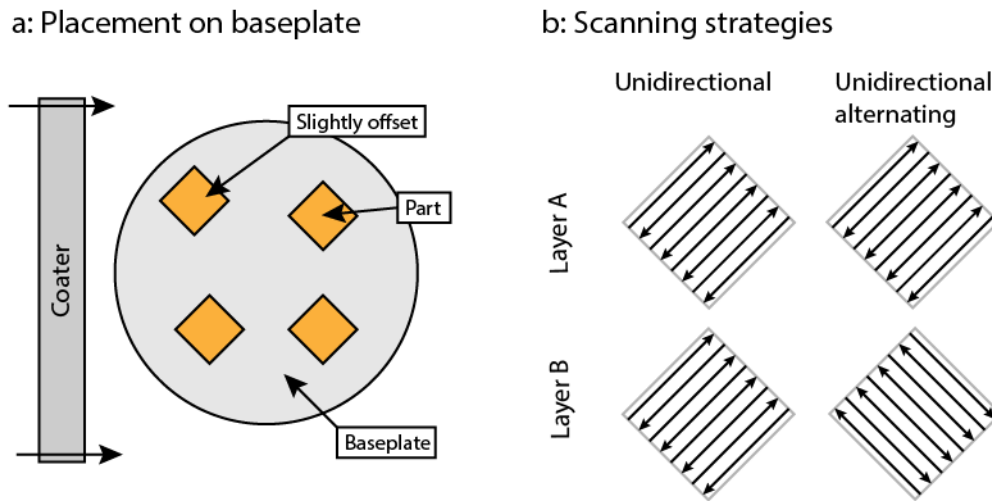 a: Placement on baseplate
Coater
Slightly offset
Part
Baseplate
b: Scanning strategies
Unidirectional
Unidirectional
alternating
Layer A
Layer B